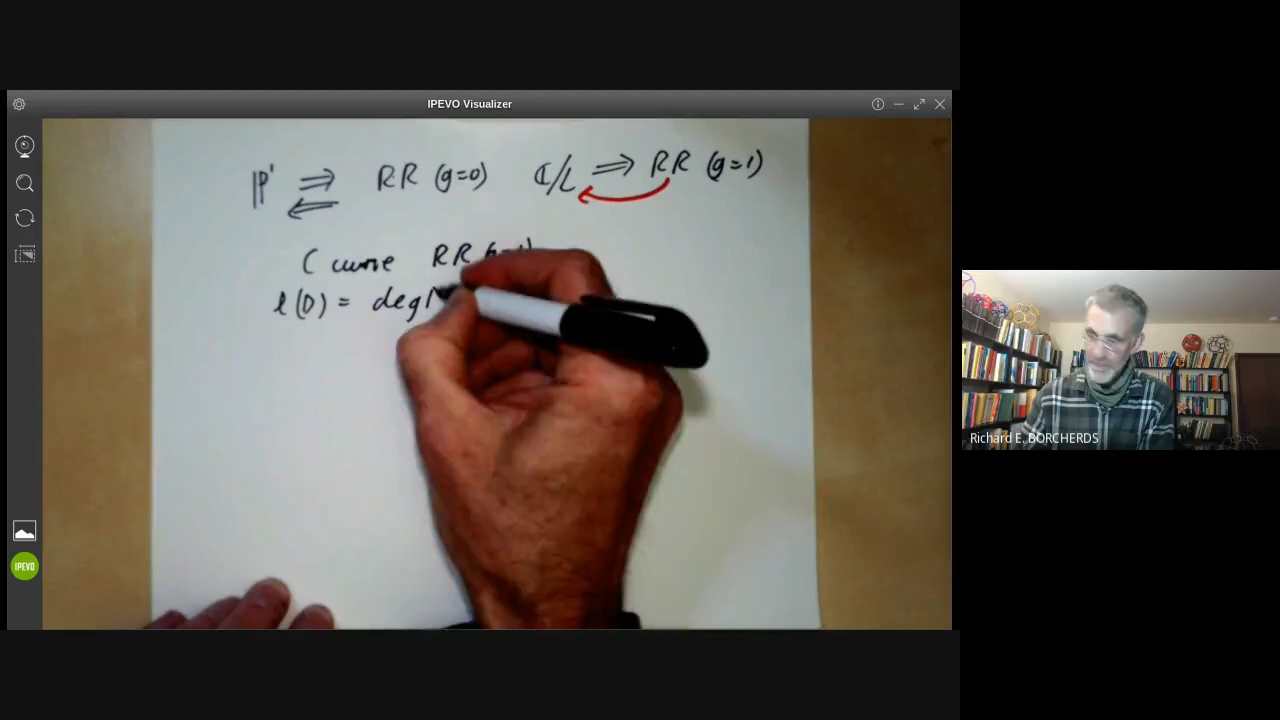 IPEVO Visualizer
ℙ¹ ⇒ RR (g=0) ℂ/L ⇒ RR (g=1)
⇐
C curve RR
l(D) = deg
IPEVO
Richard E. BORCHERDS